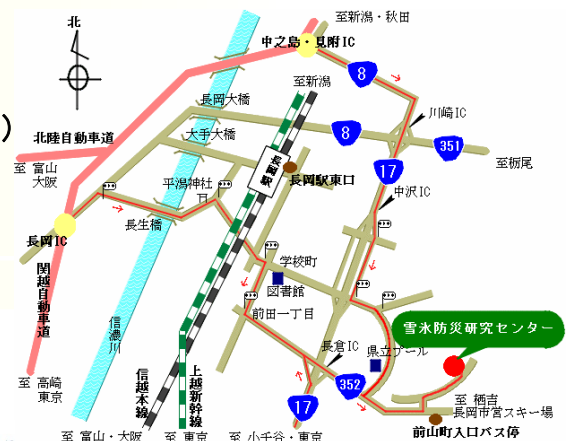 北
至新潟・秋田
中之島・見附IC
8
至新潟
長岡大橋
川崎IC
)
大手大橋
8
351
北陸自動車道
至 富山
大阪
至栃尾
長岡駅
長岡駅東口
17
平潟神社
中沢IC
長生橋
長岡IC
学校町
図書館
関越自動車道
前田一丁目
雪氷防災研究センター
信濃川
長倉IC
県立プール
信越本線
上越新幹線
352
至 高崎
東京
至 栖吉
17
長岡市営スキー場
前山町入口バス停
至 富山・大阪
至 東京
至 小千谷・東京